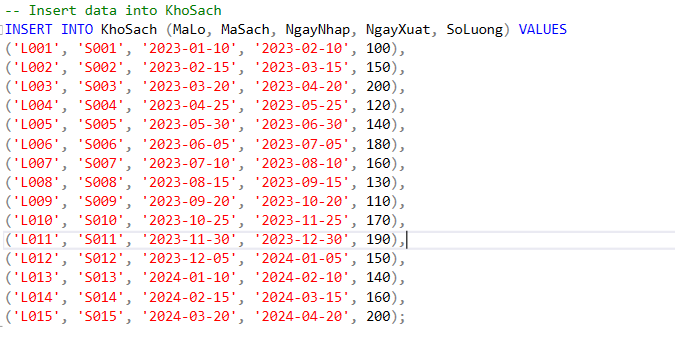 -- Insert data into KhoSach
INSERT INTO KhoSach (MaLo, MaSach, NgayNhap, NgayXuat, SoLuong) VALUES
('L001', 'S001', '2023-01-10', '2023-02-10', 100),
('L002', 'S002', '2023-02-15', '2023-03-15', 150),
('L003', 'S003', '2023-03-20', '2023-04-20', 200),
('L004', 'S004', '2023-04-25', '2023-05-25', 120),
('L005', 'S005', '2023-05-30', '2023-06-30', 140),
('L006', 'S006', '2023-06-05', '2023-07-05', 180),
('L007', 'S007', '2023-07-10', '2023-08-10', 160),
('L008', 'S008', '2023-08-15', '2023-09-15', 130),
('L009', 'S009', '2023-09-20', '2023-10-20', 110),
('L010', 'S010', '2023-10-25', '2023-11-25', 170),
('L011', 'S011', '2023-11-30', '2023-12-30', 190),
('L012', 'S012', '2023-12-05', '2024-01-05', 150),
('L013', 'S013', '2024-01-10', '2024-02-10', 140),
('L014', 'S014', '2024-02-15', '2024-03-15', 160),
('L015', 'S015', '2024-03-20', '2024-04-20', 200);